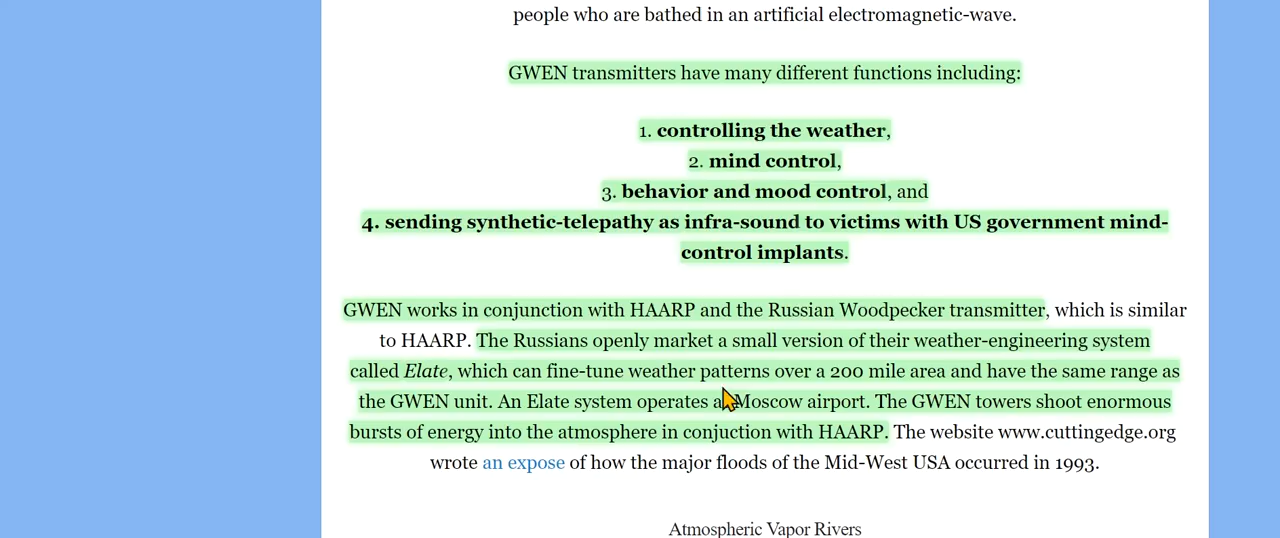 people who are bathed in an artificial electromagnetic-wave.
GWEN transmitters have many different functions including:
1. controlling the weather,
2. mind control,
3. behavior and mood control, and
4. sending synthetic-telepathy as infra-sound to victims with US government mind-
control implants.
GWEN works in conjunction with HAARP and the Russian Woodpecker transmitter, which is similar
to HAARP. The Russians openly market a small version of their weather-engineering system
called Elate, which can fine-tune weather patterns over a 200 mile area and have the same range as
the GWEN unit. An Elate system operates a Moscow airport. The GWEN towers shoot enormous
bursts of energy into the atmosphere in conjuction with HAARP. The website www.cuttingedge.org
wrote an expose of how the major floods of the Mid-West USA occurred in 1993.
Atmospheric Vapor Rivers